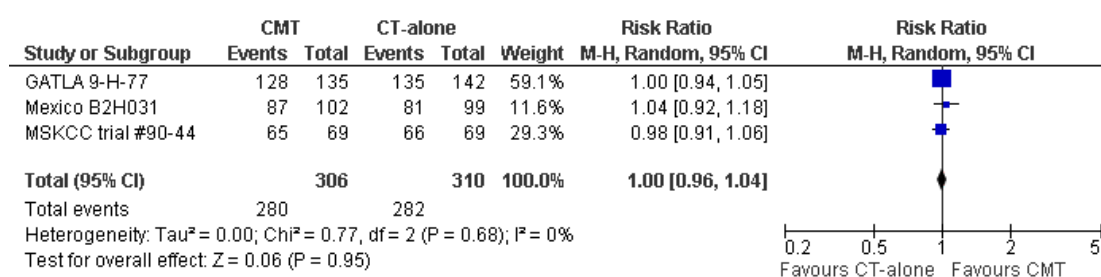 CMT CT-alone Risk Ratio Risk Ratio
Study or Subgroup Events Total Events Total Weight M-H, Random, 95% CI M-H, Random, 95% CI
GATLA 9-H-77 128 135 135 142 59.1% 1.00 [0.94, 1.05]
Mexico B2H031 87 102 81 99 11.6% 1.04 [0.92, 1.18]
MSKCC trial #90-44 65 69 66 69 29.3% 0.98 [0.91, 1.06]
Total (95% CI) 306 310 100.0% 1.00 [0.96, 1.04]
Total events 280 282
Heterogeneity: Tau² = 0.00; Chi² = 0.77, df = 2 (P = 0.68); I² = 0%
Test for overall effect: Z = 0.06 (P = 0.95)
0.2 0.5 1 2 5
Favours CT-alone Favours CMT